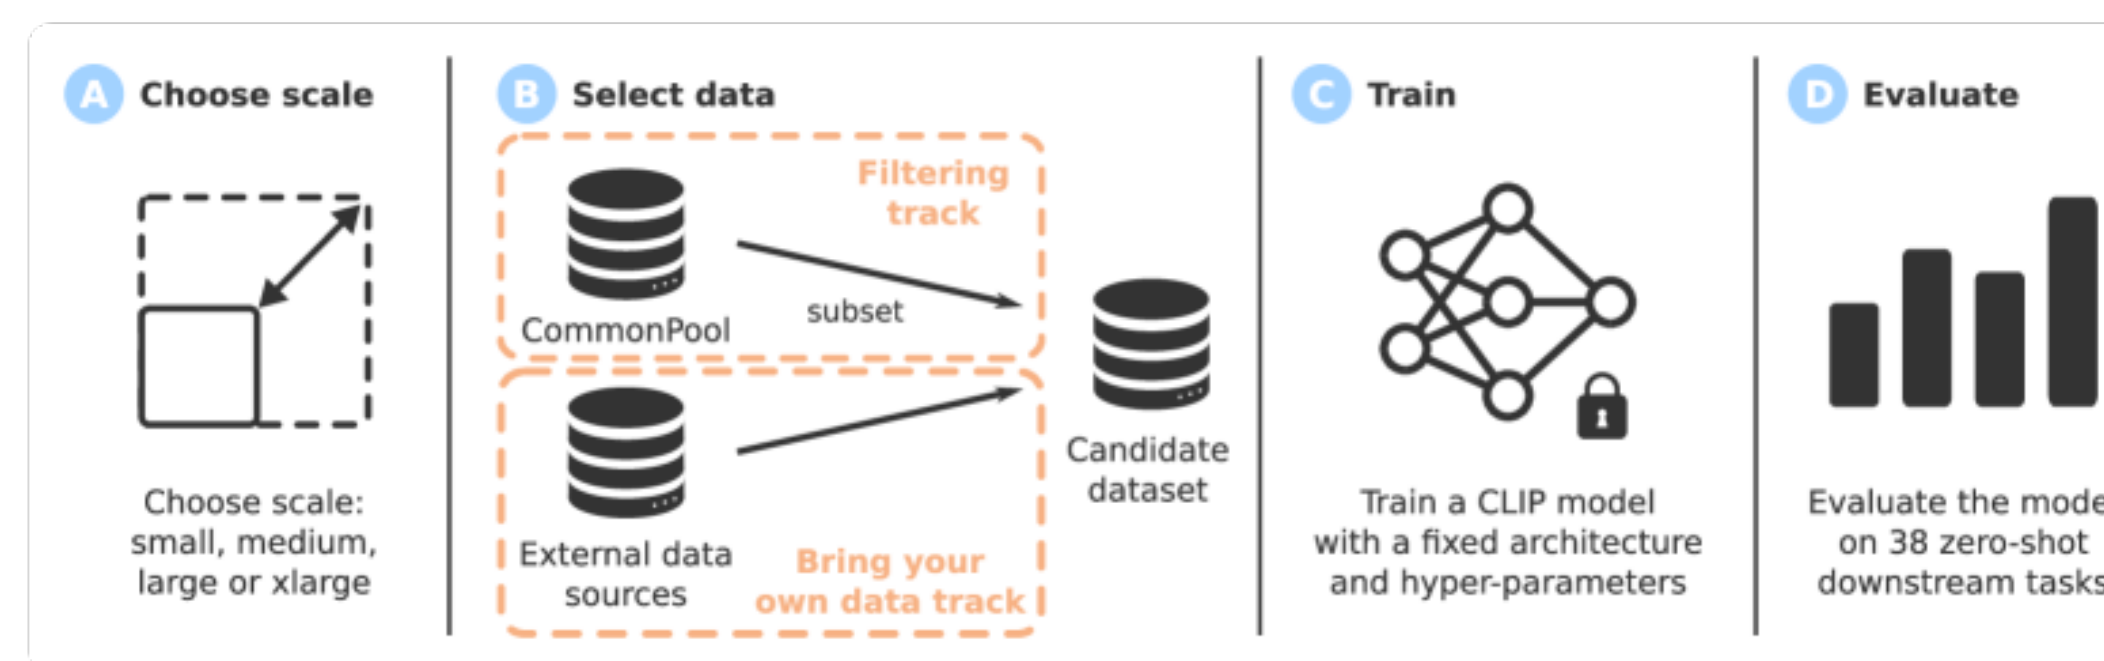 A Choose scale
Choose scale:
small, medium,
large or xlarge
B Select data
Filtering
track
CommonPool
subset
External data
sources
Bring your
own data track
Candidate
dataset
C Train
Train a CLIP model
with a fixed architecture
and hyper-parameters
D Evaluate
Evaluate the mode
on 38 zero-shot
downstream tasks